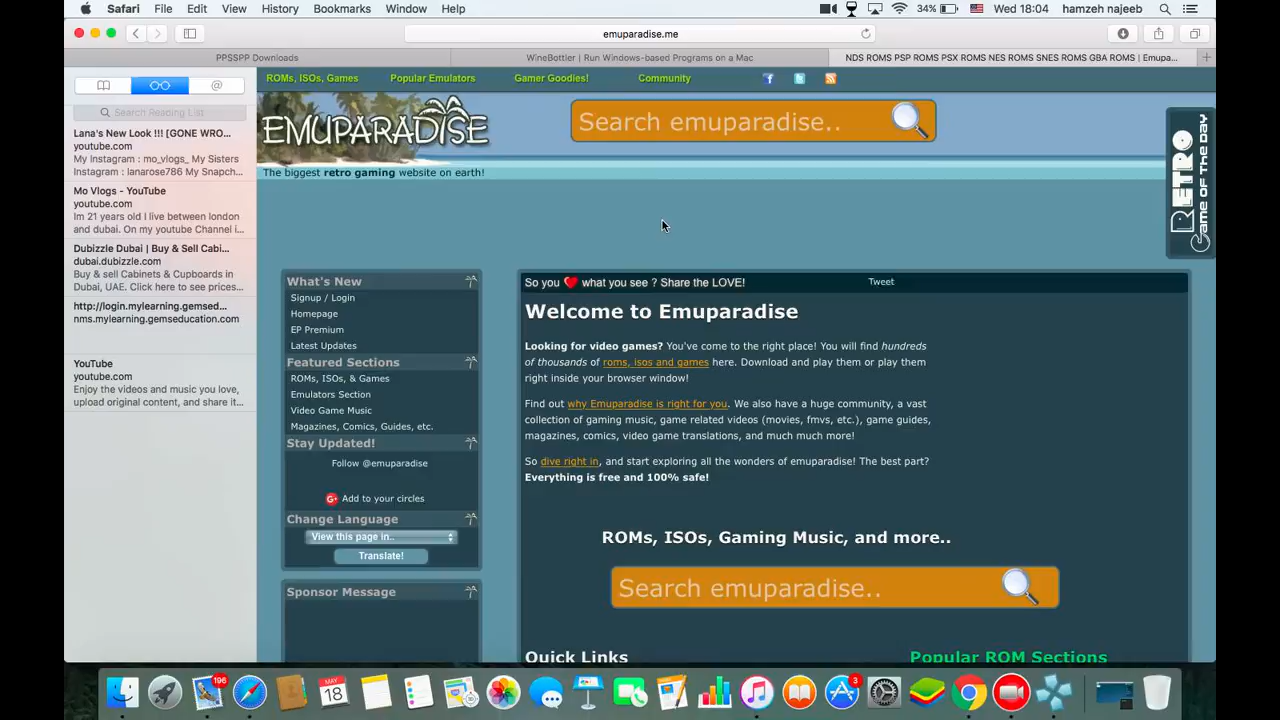 Safari File Edit View History Bookmarks Window Help 34% Wed 18:04 hamzeh najeeb
emuparadise.me
PPSSPP Downloads WineBottler | Run Windows-based Programs on a Mac NDS ROMS PSP ROMS PSX ROMS NES ROMS SNES ROMS GBA ROMS | Emupa...
Search Reading List
Lana's New Look !!! [GONE WRO...
youtube.com
My Instagram : mo_vlogs_ My Sisters
Instagram : lanarose786 My Snapch...
Mo Vlogs - YouTube
youtube.com
Im 21 years old I live between london
and dubai. On my youtube Channel i...
Dubizzle Dubai | Buy & Sell Cabi...
dubai.dubizzle.com
Buy & sell Cabinets & Cupboards in
Dubai, UAE. Click here to see prices...
http://login.mylearning.gemsed...
nms.mylearning.gemseducation.com
YouTube
youtube.com
Enjoy the videos and music you love,
upload original content, and share it...
ROMs, ISOs, Games Popular Emulators Gamer Goodies! Community
EMUPARADISE
Search emuparadise..
The biggest retro gaming website on earth!
RETRO
Game OF THE DAY
What's New
Signup / Login
Homepage
EP Premium
Latest Updates
Featured Sections
ROMs, ISOs, & Games
Emulators Section
Video Game Music
Magazines, Comics, Guides, etc.
Stay Updated!
Follow @emuparadise
G+ Add to your circles
Change Language
View this page in..
Translate!
Sponsor Message
So you ❤ what you see ? Share the LOVE! Tweet
Welcome to Emuparadise
Looking for video games? You've come to the right place! You will find hundreds
of thousands of roms, isos and games here. Download and play them or play them
right inside your browser window!
Find out why Emuparadise is right for you. We also have a huge community, a vast
collection of gaming music, game related videos (movies, fmvs, etc.), game guides,
magazines, comics, video game translations, and much much more!
So dive right in, and start exploring all the wonders of emuparadise! The best part?
Everything is free and 100% safe!
ROMs, ISOs, Gaming Music, and more..
Search emuparadise..
Quick Links Popular ROM Sections
196
MAY
18
3